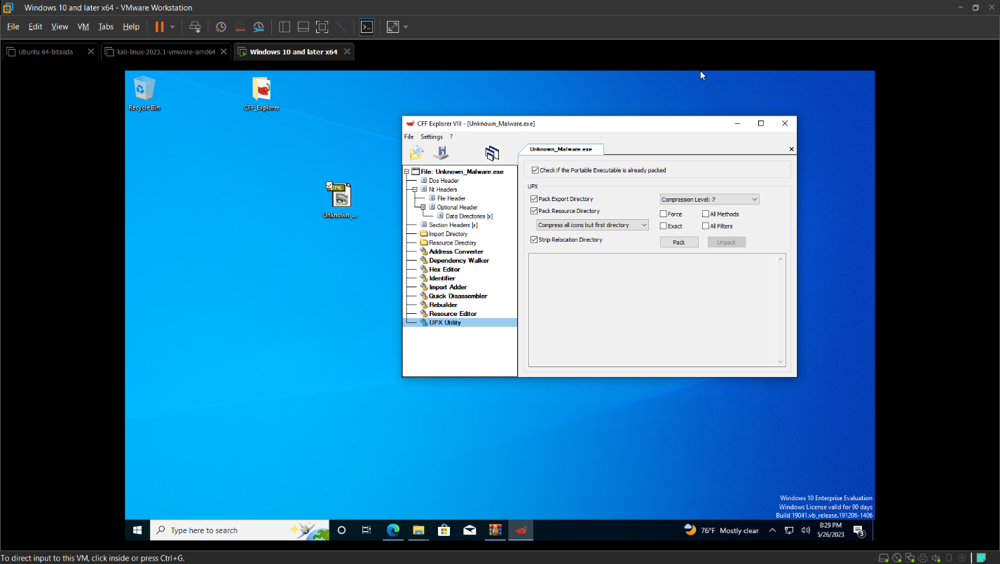 Windows 10 and later x64 - VMware Workstation
File Edit View VM Tabs Help
Ubuntu 64-bitasda
kali-linux-2023.1-vmware-amd64
Windows 10 and later x64
Recycle Bin
CFF_Explorer
JPG
Unknown_...
CFF Explorer VIII - [Unknown_Malware.exe]
File Settings ?
Unknown_Malware.exe
File: Unknown_Malware.exe
Dos Header
Nt Headers
File Header
Optional Header
Data Directories [x]
Section Headers [x]
Import Directory
Resource Directory
Address Converter
Dependency Walker
Hex Editor
Identifier
Import Adder
Quick Disassembler
Rebuilder
Resource Editor
UPX Utility
Check if the Portable Executable is already packed
UPX
Pack Export Directory
Compression Level: 7
Pack Resource Directory
Force
All Methods
Compress all icons but first directory
Exact
All Filters
Strip Relocation Directory
Pack
Unpack
Windows 10 Enterprise Evaluation
Windows License valid for 90 days
Build 19041.vb_release.191206-1406
Type here to search
76°F Mostly clear
8:29 PM
5/26/2023
3
To direct input to this VM, click inside or press Ctrl+G.